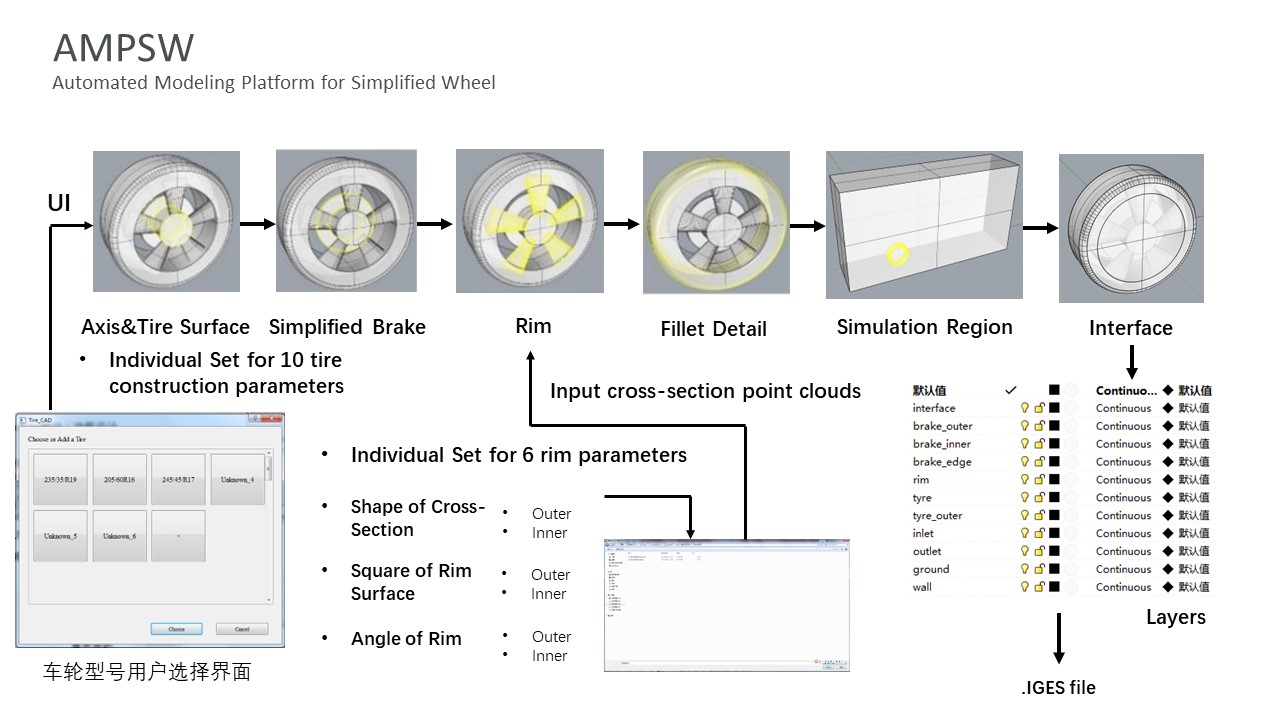 AMPSW
Automated Modeling Platform for Simplified Wheel
UI
Axis&Tire Surface
Simplified Brake
Rim
Fillet Detail
Simulation Region
Interface
• Individual Set for 10 tire
construction parameters
Input cross-section point clouds
• Individual Set for 6 rim parameters
• Shape of Cross-
Section
• Outer
• Inner
• Square of Rim
Surface
• Outer
• Inner
• Angle of Rim
• Outer
• Inner
Tire_CAD
Choose or Add a Tire
235/35/R19
205/60R16
245/45/R17
Unknown_4
Unknown_5
Unknown_6
+
Choose
Cancel
车轮型号用户选择界面
默认值 Continuo... 默认值
interface Continuous 默认值
brake_outer Continuous 默认值
brake_inner Continuous 默认值
brake_edge Continuous 默认值
rim Continuous 默认值
tyre Continuous 默认值
tyre_outer Continuous 默认值
inlet Continuous 默认值
outlet Continuous 默认值
ground Continuous 默认值
wall Continuous 默认值
Layers
.IGES file